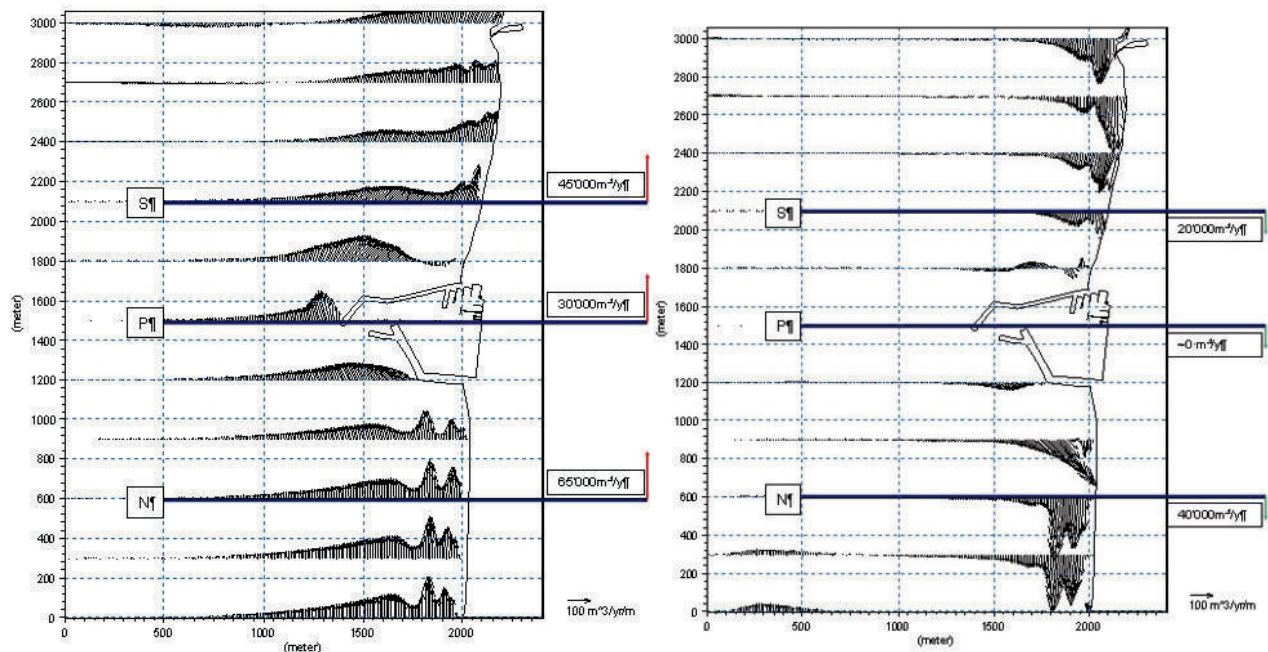 3000
2800
2600
2400
2200
2000
1800
1600
1400
1200
1000
800
600
400
200
0
(meter)
S¶
P¶
N¶
45'000m³/y¶
30'000m³/y¶
65'000m³/y¶
0 500 1000 1500 2000
(meter)
100 m^3/yr/m
3000
2800
2600
2400
2200
2000
1800
1600
1400
1200
1000
800
600
400
200
0
(meter)
S¶
P¶
N¶
20'000m³/y¶
~0·m³/y¶
40'000m³/y¶
0 500 1000 1500 2000
(meter)
100 m^3/yr/m